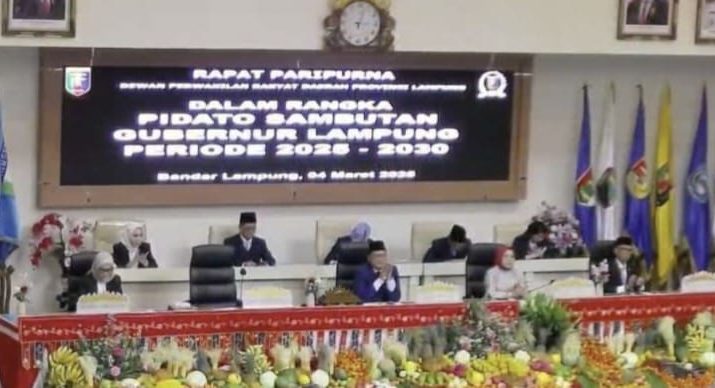 RAPAT PARIPURNA
DEWAN PERWAKILAN RAKYAT DAERAH PROVINSI LAMPUNG
DALAM RANGKA
PIDATO SAMBUTAN
GUBERNUR LAMPUNG
PERIODE 2025 - 2030
Bandar Lampung, 04 Maret 2025